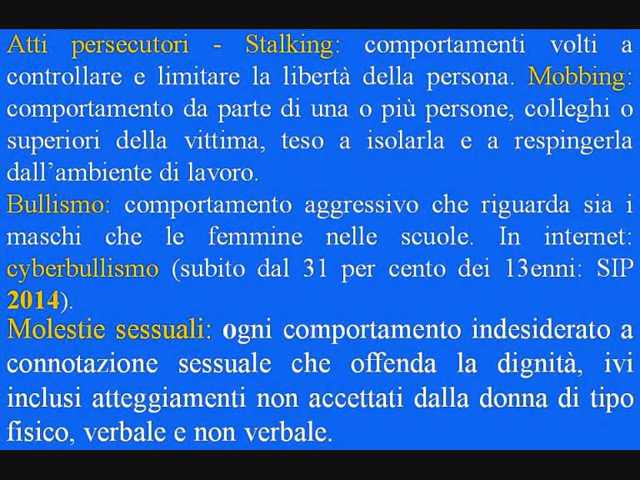 Atti persecutori - Stalking: comportamenti volti a
controllare e limitare la libertà della persona. Mobbing:
comportamento da parte di una o più persone, colleghi o
superiori della vittima, teso a isolarla e a respingerla
dall’ambiente di lavoro.
Bullismo: comportamento aggressivo che riguarda sia i
maschi che le femmine nelle scuole. In internet:
cyberbullismo (subito dal 31 per cento dei 13enni: SIP
2014).
Molestie sessuali: ogni comportamento indesiderato a
connotazione sessuale che offenda la dignità, ivi
inclusi atteggiamenti non accettati dalla donna di tipo
fisico, verbale e non verbale.